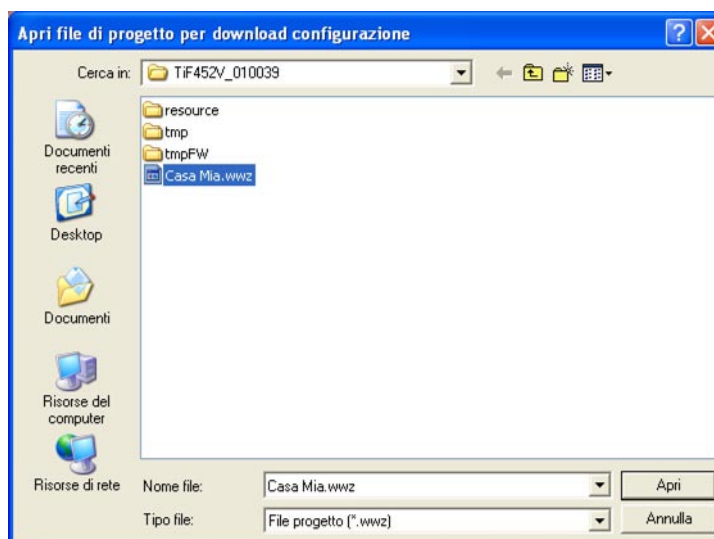 Apri file di progetto per download configurazione
Cerca in: TiF452V_010039
resource
tmp
tmpFW
Casa Mia.wwz
Documenti
recenti
Desktop
Documenti
Risorse del
computer
Risorse di rete
Nome file: Casa Mia.wwz Apri
Tipo file: File progetto (*.wwz) Annulla